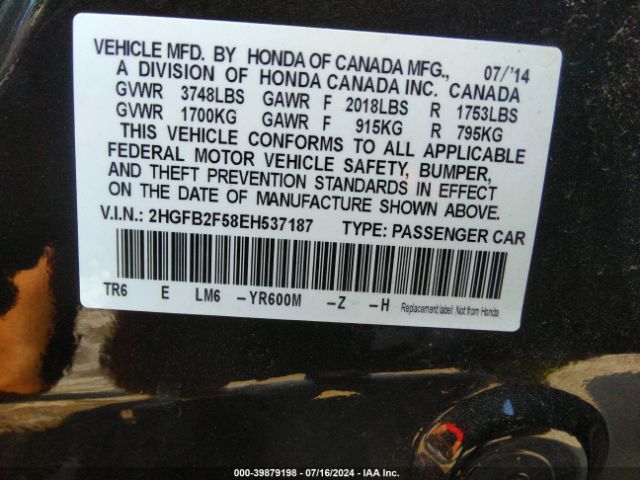 VEHICLE MFD. BY HONDA OF CANADA MFG., 07/'14
A DIVISION OF HONDA CANADA INC. CANADA
GVWR 3748LBS GAWR F 2018LBS R 1753LBS
GVWR 1700KG GAWR F 915KG R 795KG
THIS VEHICLE CONFORMS TO ALL APPLICABLE
FEDERAL MOTOR VEHICLE SAFETY, BUMPER,
AND THEFT PREVENTION STANDARDS IN EFFECT
ON THE DATE OF MANUFACTURE SHOWN ABOVE.
V.I.N.: 2HGFB2F58EH537187 TYPE: PASSENGER CAR
TR6 E LM6 -YR600M -Z -H Replacement label: Not from Honda
000-39879198 - 07/16/2024 - IAA Inc.